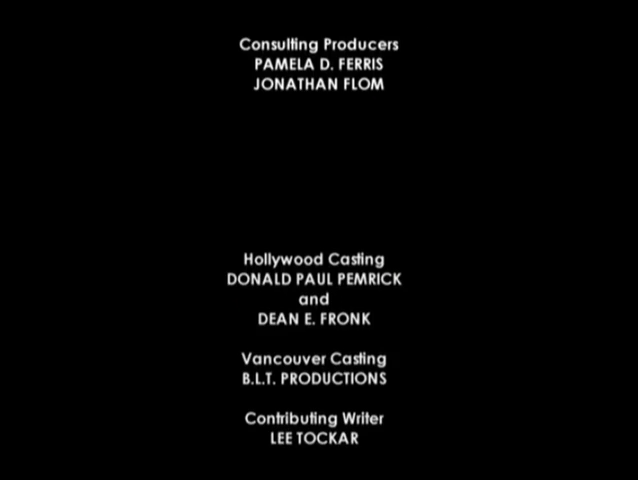 Consulting Producers
PAMELA D. FERRIS
JONATHAN FLOM
Hollywood Casting
DONALD PAUL PEMRICK
and
DEAN E. FRONK
Vancouver Casting
B.L.T. PRODUCTIONS
Contributing Writer
LEE TOCKAR